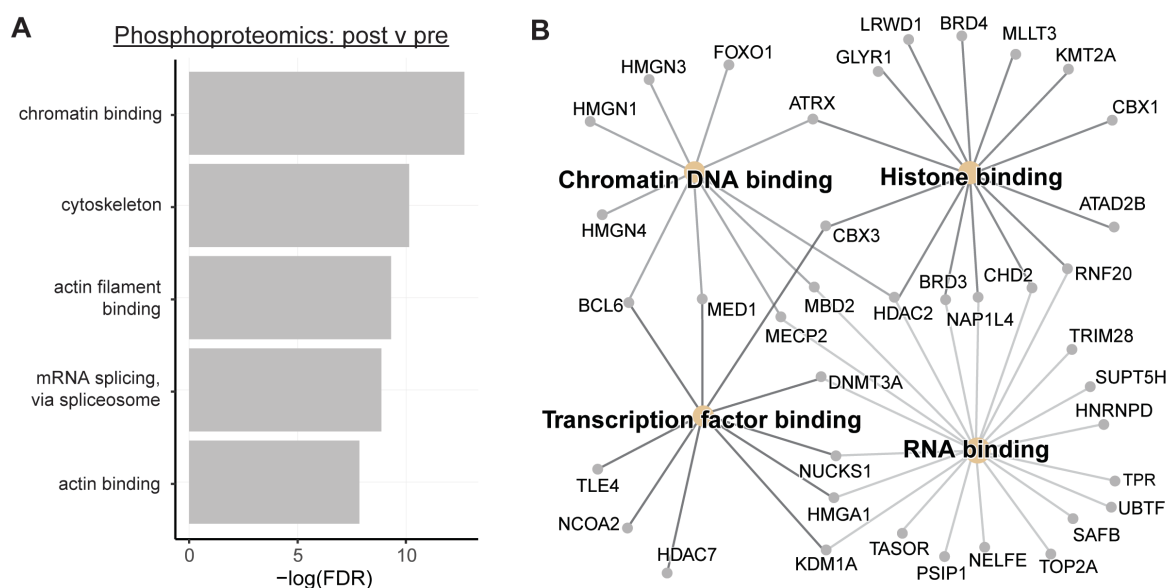 A
Phosphoproteomics: post v pre
chromatin binding
cytoskeleton
actin filament
binding
mRNA splicing,
via spliceosome
actin binding
0
5
10
−log(FDR)
B
LRWD1
BRD4
MLLT3
GLYR1
KMT2A
FOXO1
HMGN3
HMGN1
ATRX
CBX1
Chromatin DNA binding
Histone binding
HMGN4
CBX3
ATAD2B
BCL6
MED1
MBD2
MECP2
HDAC2
BRD3
NAP1L4
CHD2
RNF20
TRIM28
DNMT3A
SUPT5H
HNRNPD
Transcription factor binding
RNA binding
TLE4
NUCKS1
TPR
NCOA2
HMGA1
UBTF
HDAC7
KDM1A
TASOR
PSIP1
NELFE
TOP2A
SAFB